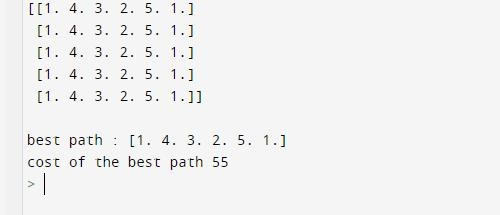 [[1. 4. 3. 2. 5. 1.]
 [1. 4. 3. 2. 5. 1.]
 [1. 4. 3. 2. 5. 1.]
 [1. 4. 3. 2. 5. 1.]
 [1. 4. 3. 2. 5. 1.]]
best path : [1. 4. 3. 2. 5. 1.]
cost of the best path 55
>